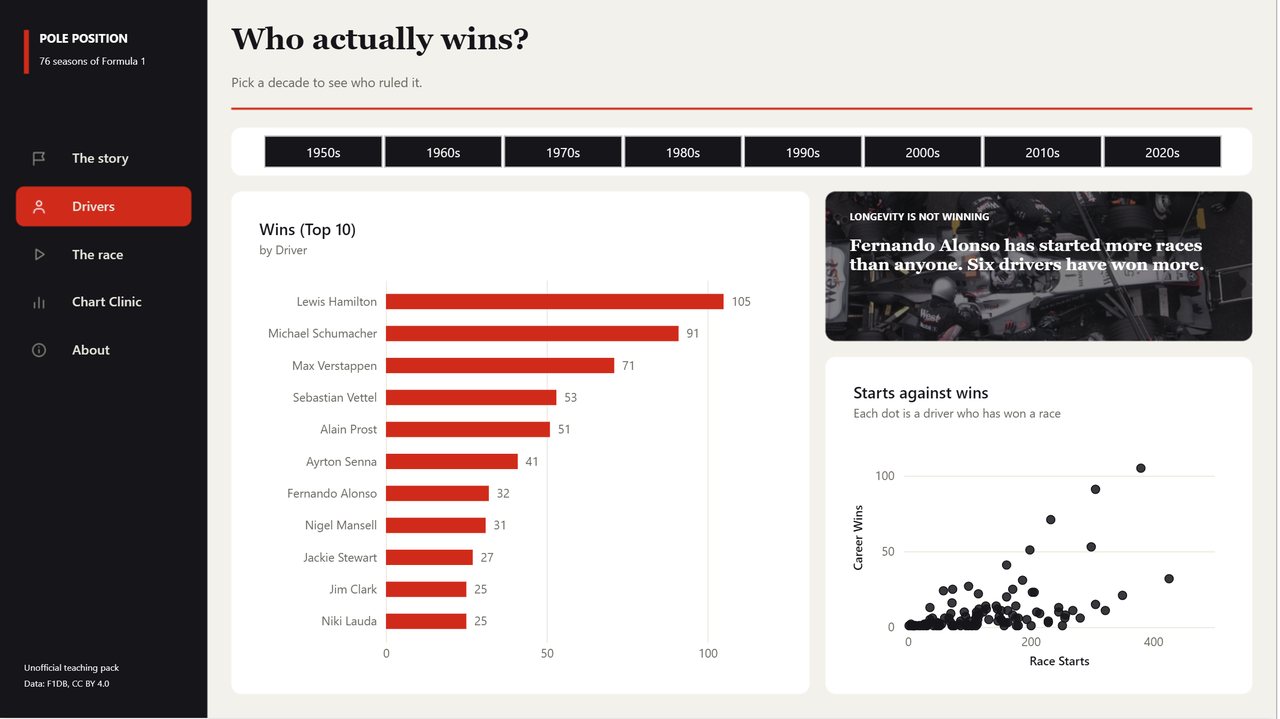 POLE POSITION
76 seasons of Formula 1
The story
Drivers
The race
Chart Clinic
About
Unofficial teaching pack
Data: F1DB, CC BY 4.0
Who actually wins?
Pick a decade to see who ruled it.
1950s 1960s 1970s 1980s 1990s 2000s 2010s 2020s
Wins (Top 10)
by Driver
Lewis Hamilton 105
Michael Schumacher 91
Max Verstappen 71
Sebastian Vettel 53
Alain Prost 51
Ayrton Senna 41
Fernando Alonso 32
Nigel Mansell 31
Jackie Stewart 27
Jim Clark 25
Niki Lauda 25
0 50 100
LONGEVITY IS NOT WINNING
Fernando Alonso has started more races
than anyone. Six drivers have won more.
West
West
Starts against wins
Each dot is a driver who has won a race
Career Wins
100
50
0
0 200 400
Race Starts